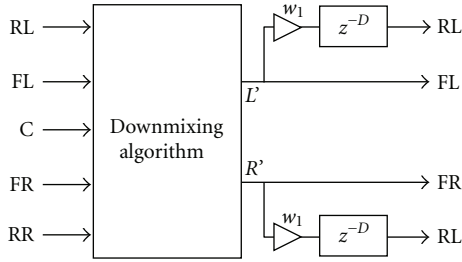 RL
FL
C
FR
RR
Downmixing
algorithm
L'
R'
w₁
z⁻ᴰ
RL
FL
FR
w₁
z⁻ᴰ
RL